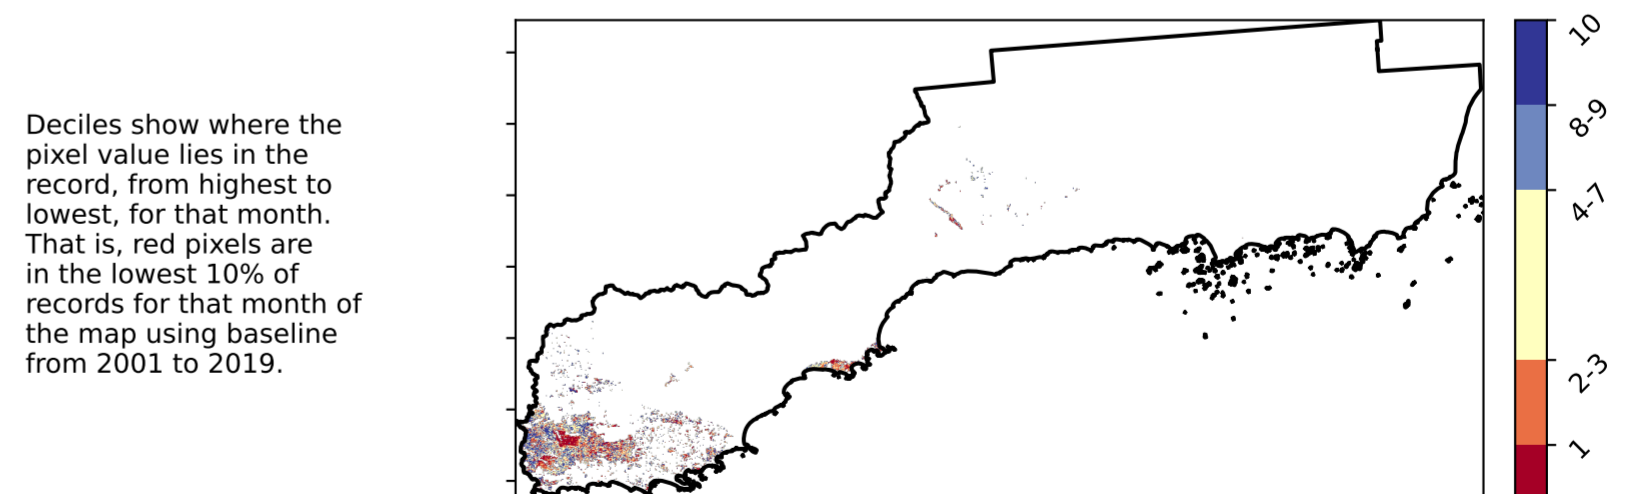 Deciles show where the
pixel value lies in the
record, from highest to
lowest, for that month.
That is, red pixels are
in the lowest 10% of
records for that month of
the map using baseline
from 2001 to 2019.
10
8-9
4-7
2-3
1